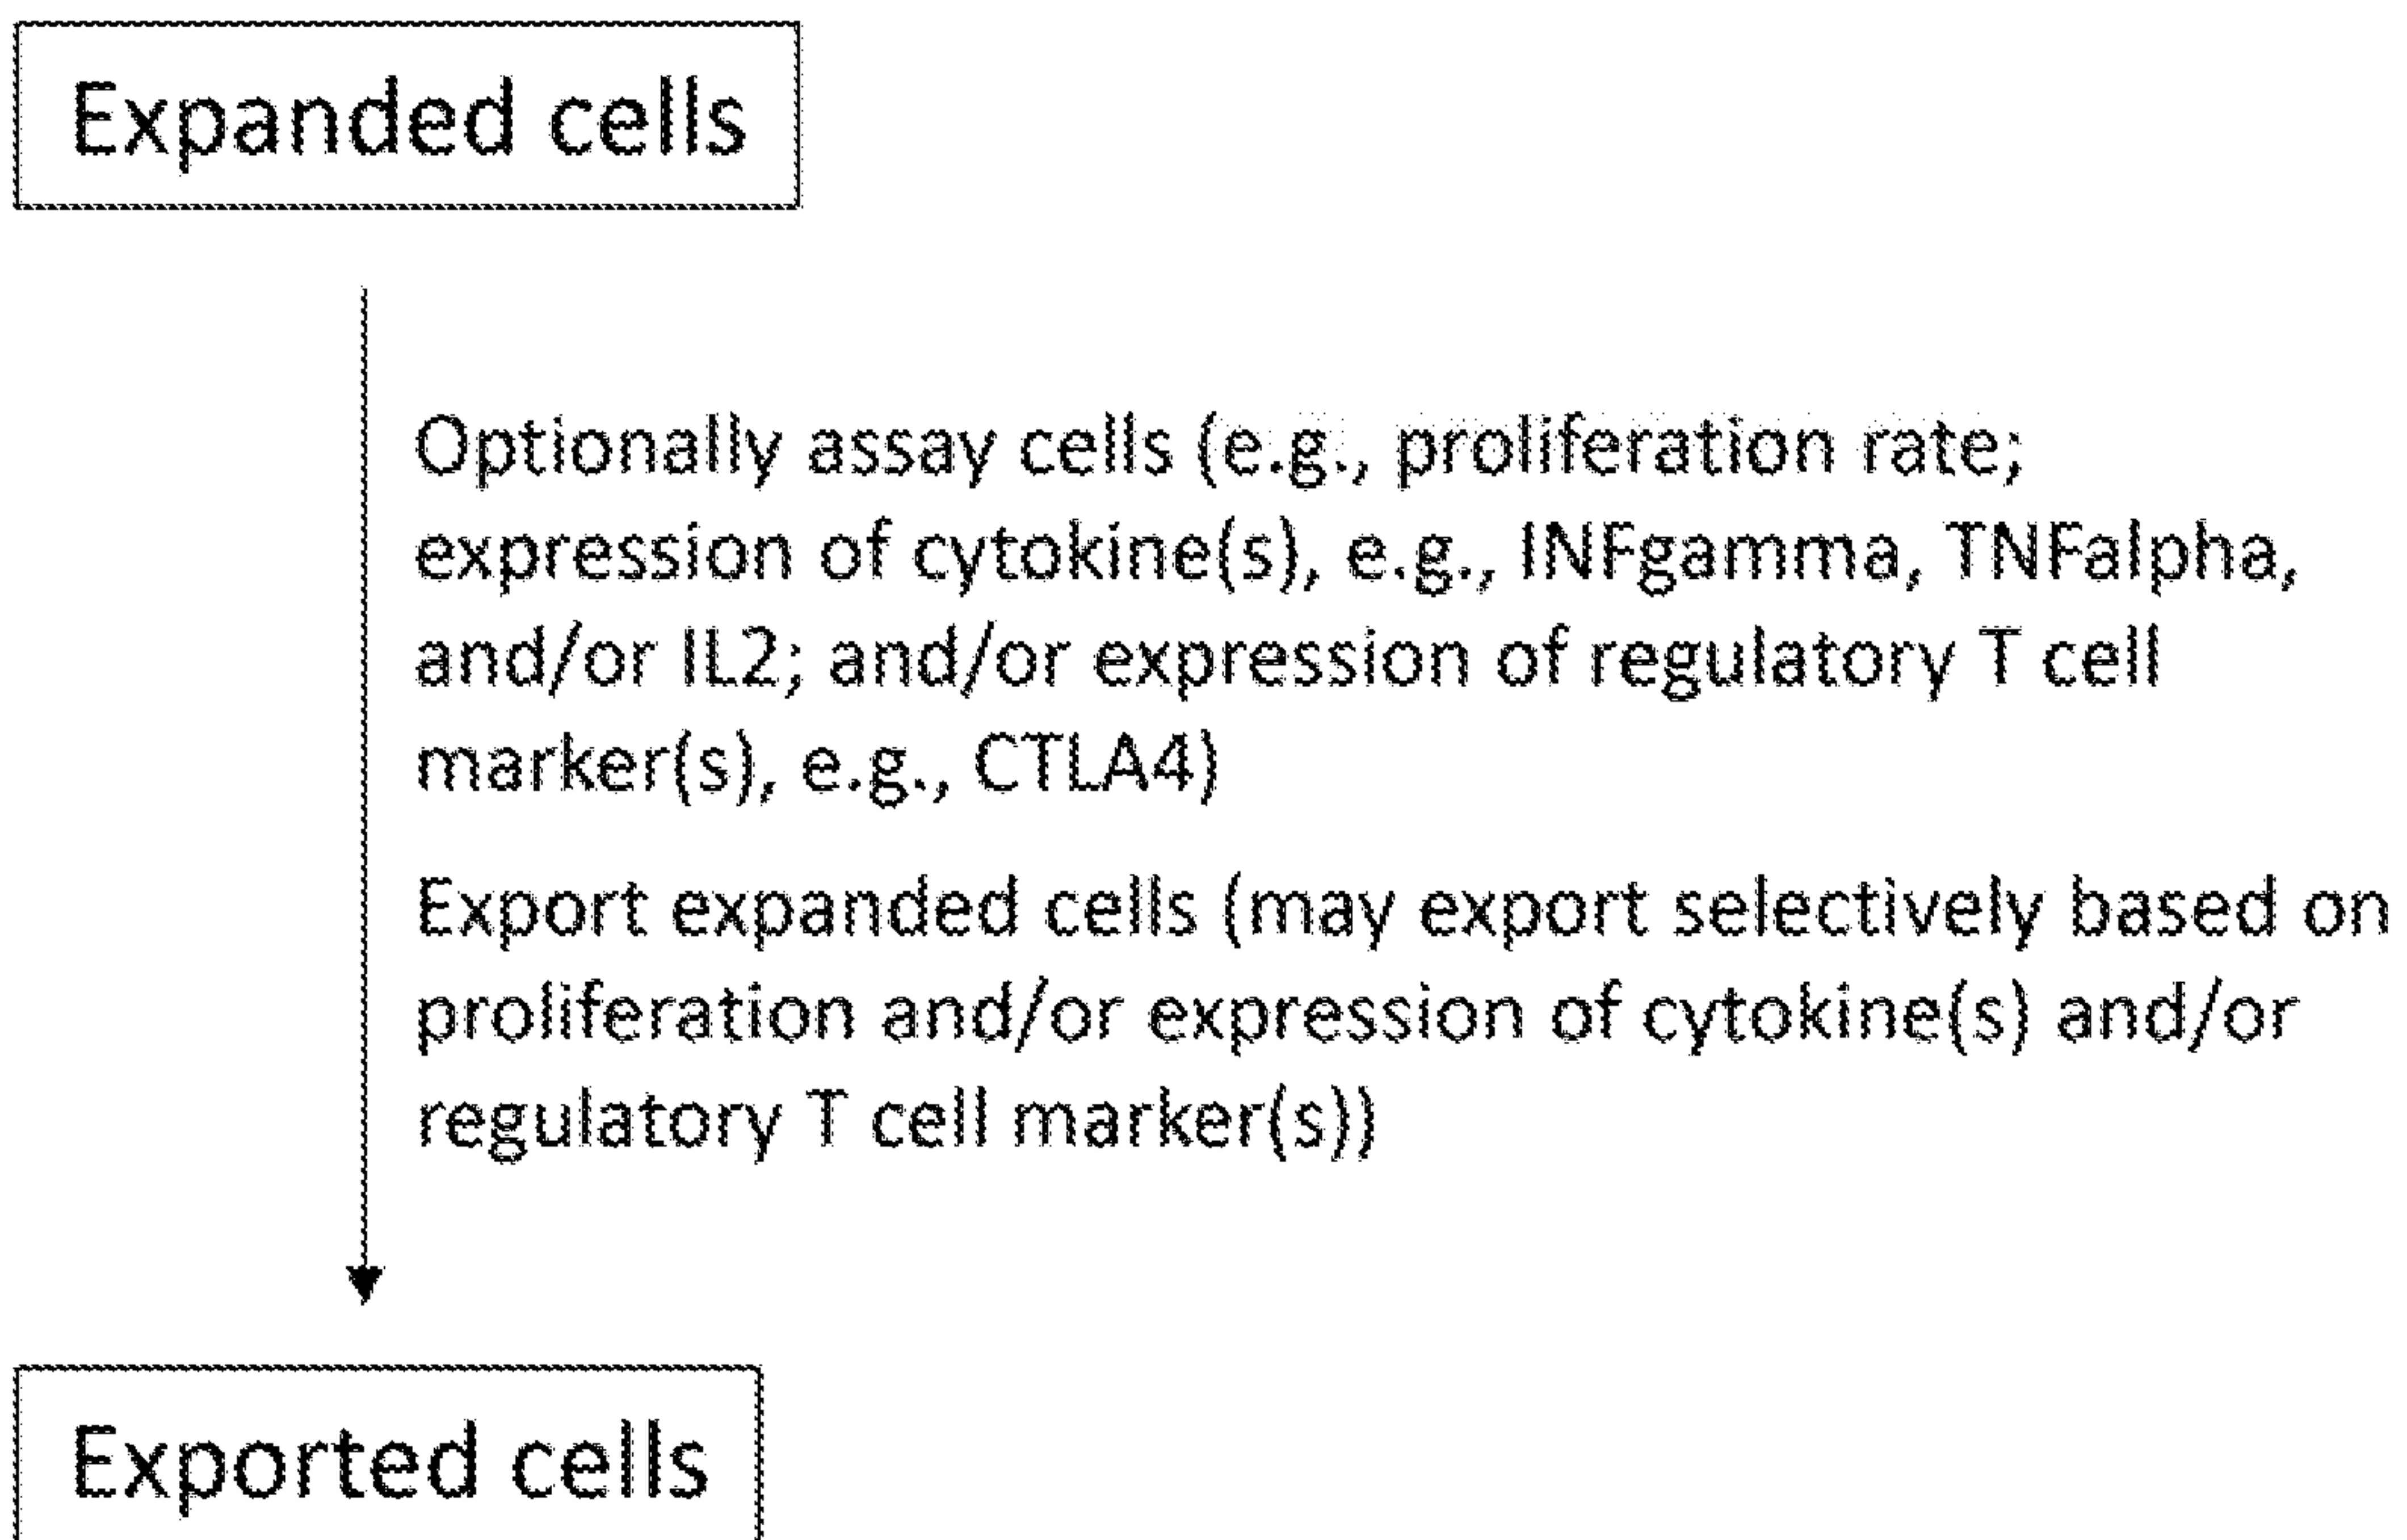 Expanded cells
Optionally assay cells (e.g., proliferation rate;
expression of cytokine(s), e.g., INFgamma, TNFalpha,
and/or IL2; and/or expression of regulatory T cell
marker(s), e.g., CTLA4)
Export expanded cells (may export selectively based on
proliferation and/or expression of cytokine(s) and/or
regulatory T cell marker(s))
Exported cells